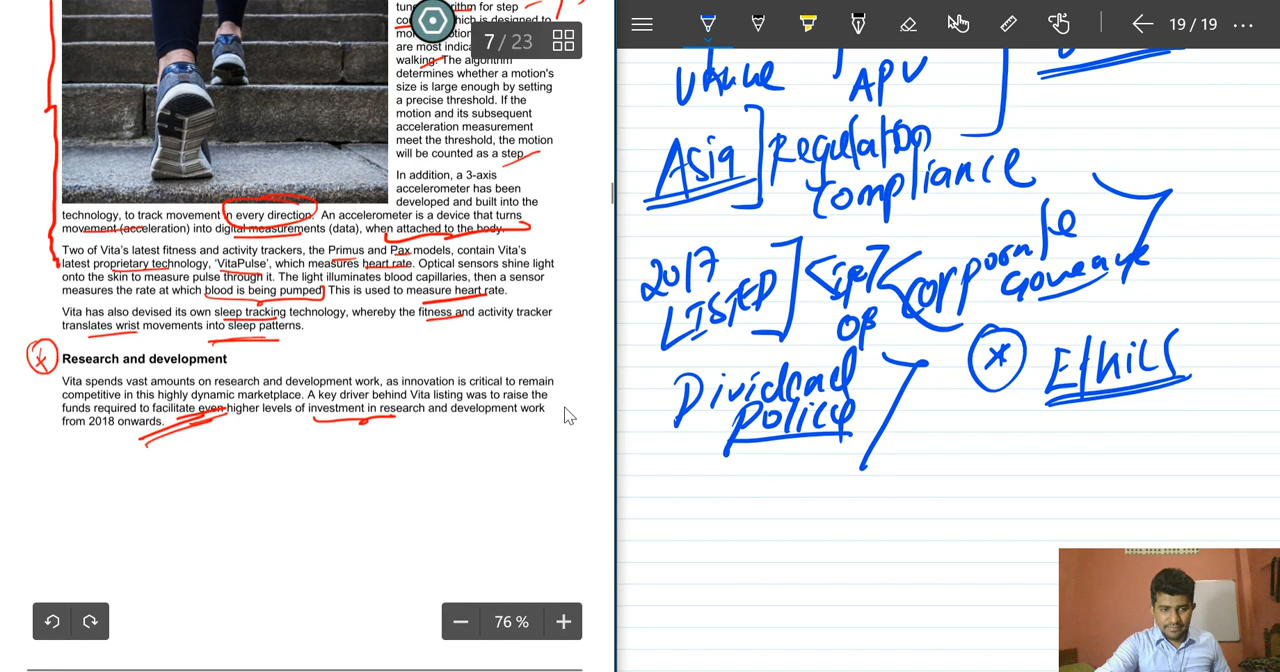 tun
rithm for step
hich is designed to
are most indica
walking. The algorithm
determines whether a motion's
size is large enough by setting
a precise threshold. If the
motion and its subsequent
acceleration measurement
meet the threshold, the motion
will be counted as a step.
In addition, a 3-axis
accelerometer has been
developed and built into the
technology, to track movement in every direction. An accelerometer is a device that turns
movement (acceleration) into digital measurements (data), when attached to the body.
Two of Vita's latest fitness and activity trackers, the Primus and Pax models, contain Vita's
latest proprietary technology, 'VitaPulse', which measures heart rate. Optical sensors shine light
onto the skin to measure pulse through it. The light illuminates blood capillaries, then a sensor
measures the rate at which blood is being pumped. This is used to measure heart rate.
Vita has also devised its own sleep tracking technology, whereby the fitness and activity tracker
translates wrist movements into sleep patterns.
Research and development
Vita spends vast amounts on research and development work, as innovation is critical to remain
competitive in this highly dynamic marketplace. A key driver behind Vita listing was to raise the
funds required to facilitate even higher levels of investment in research and development work
from 2018 onwards.
7 / 23
76 %
19 / 19
Value
APV
Asia
Regulation
Compliance
2017
LISTED
Corporate
Dividend
Policy
Ethics